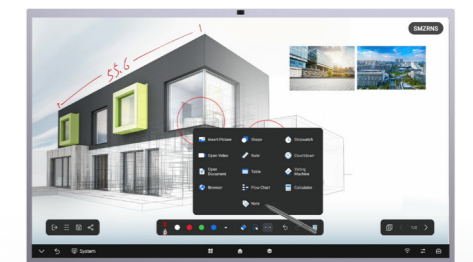 SMZRNS
55.6
Insert Picture
Shape
Stopwatch
Open Video
Ruler
Countdown
Open Document
Table
Voting Machine
Browser
Flow Chart
Calculator
Note
System